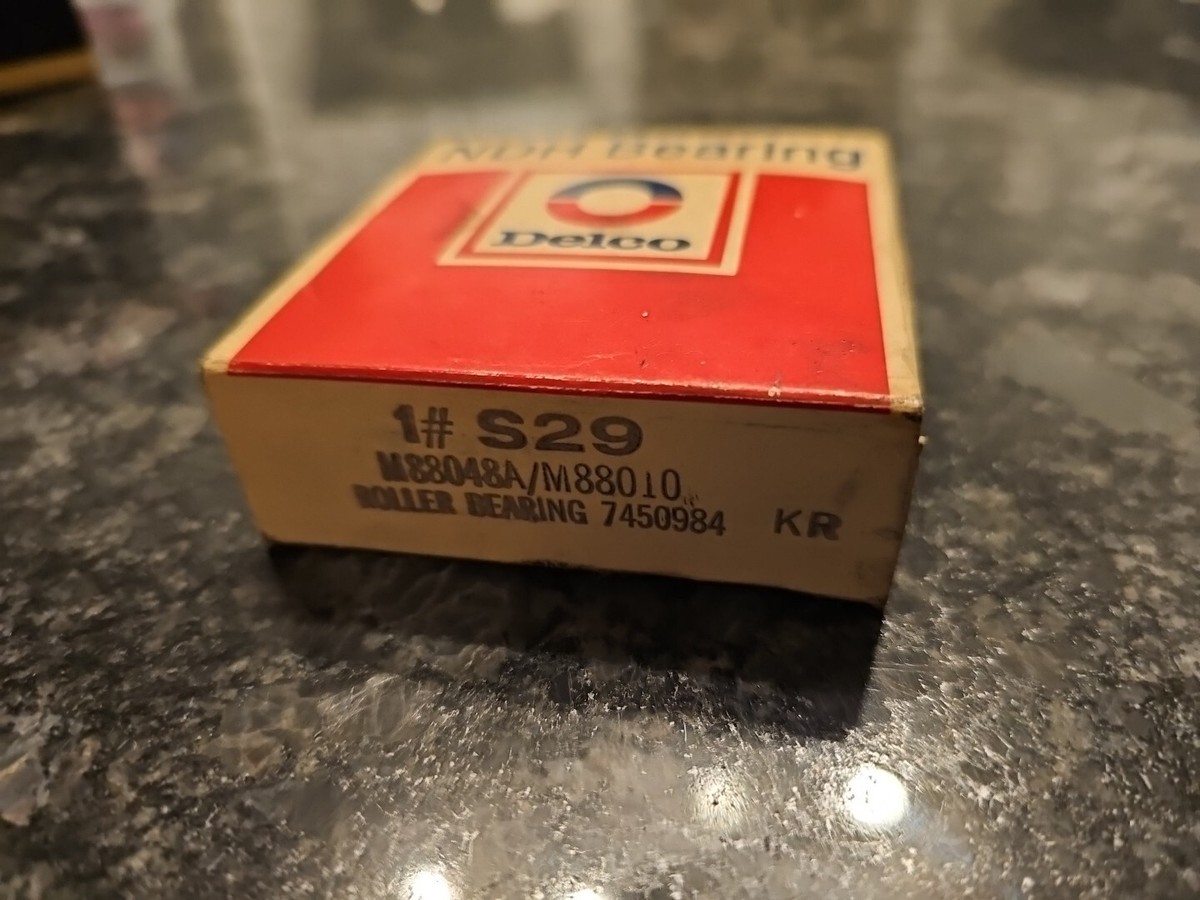 NDH Bearing
Delco
1# S29
M88048A/M88010
ROLLER BEARING 7450984 KR